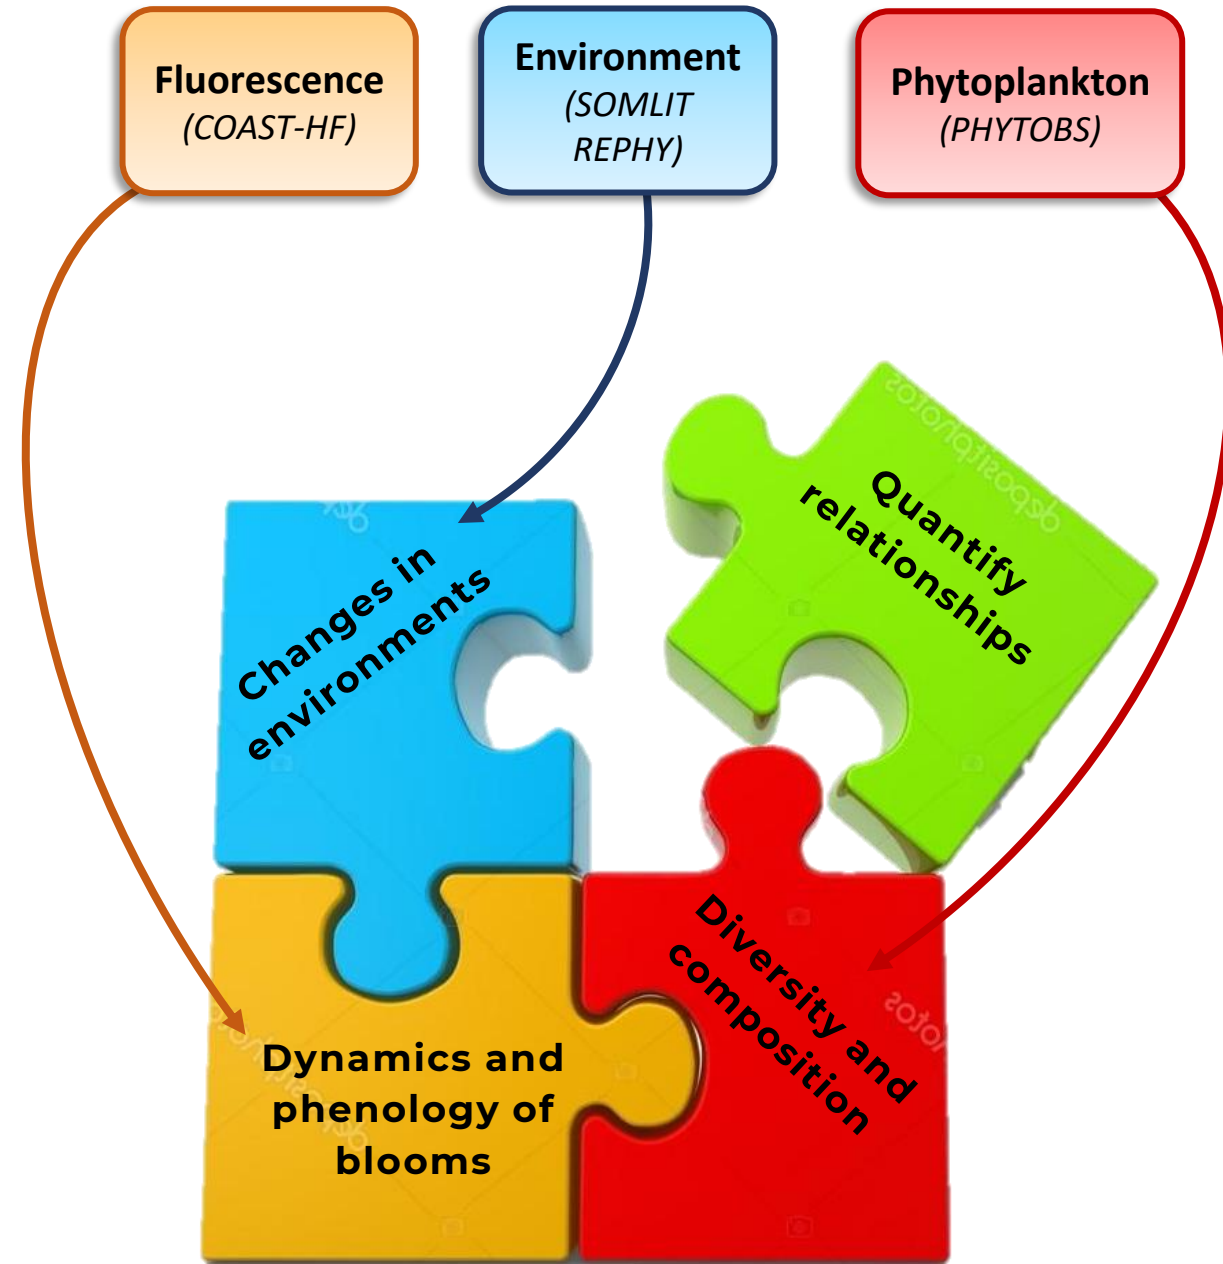 Fluorescence
(COAST-HF)
Environment
(SOMLIT
REPHY)
Phytoplankton
(PHYTOBS)
Quantify
relationships
Changes in
environments
Diversity and
composition
Dynamics and
phenology of
blooms
depositphotos